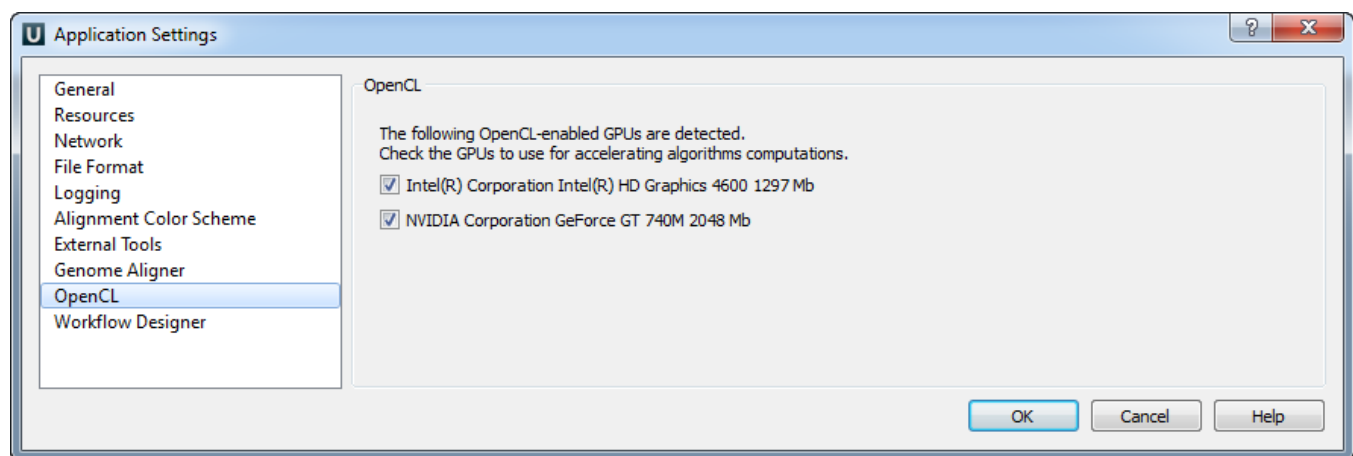 Application Settings
General
Resources
Network
File Format
Logging
Alignment Color Scheme
External Tools
Genome Aligner
OpenCL
Workflow Designer
OpenCL
The following OpenCL-enabled GPUs are detected.
Check the GPUs to use for accelerating algorithms computations.
Intel(R) Corporation Intel(R) HD Graphics 4600 1297 Mb
NVIDIA Corporation GeForce GT 740M 2048 Mb
OK Cancel Help